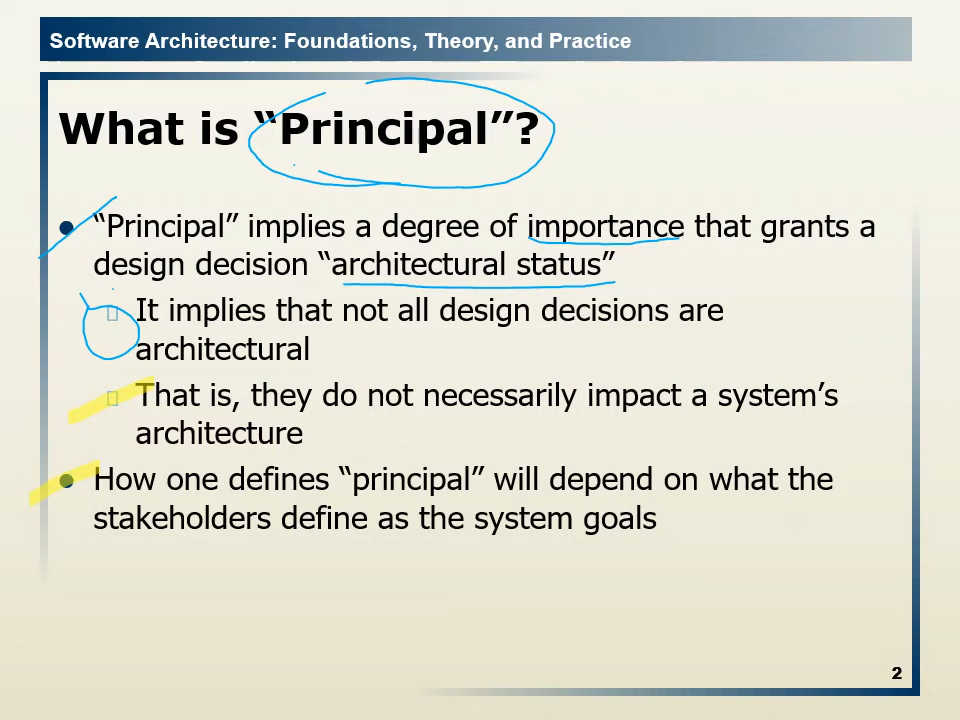 Software Architecture: Foundations, Theory, and Practice
What is “Principal”?
“Principal” implies a degree of importance that grants a
design decision “architectural status”
It implies that not all design decisions are
architectural
That is, they do not necessarily impact a system’s
architecture
How one defines “principal” will depend on what the
stakeholders define as the system goals
2